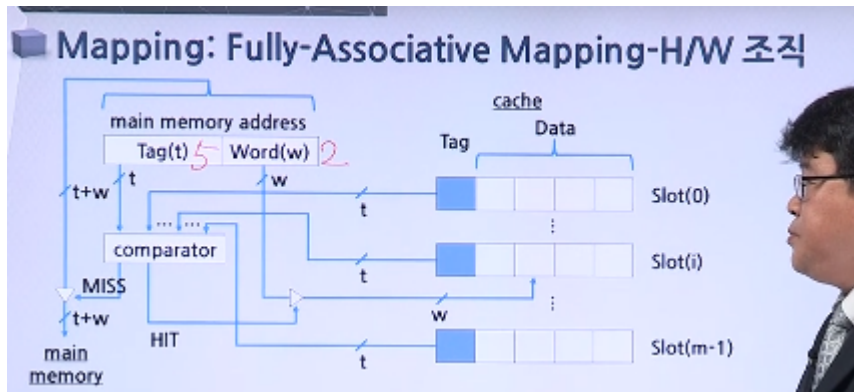 Mapping: Fully-Associative Mapping-H/W 조직
main memory address
Tag(t) 5 Word(w) 2
t
w
t+w
... ...
comparator
MISS
t+w
HIT
main
memory
cache
Data
Tag
t
Slot(0)
⋮
t
Slot(i)
w
⋮
t
Slot(m-1)